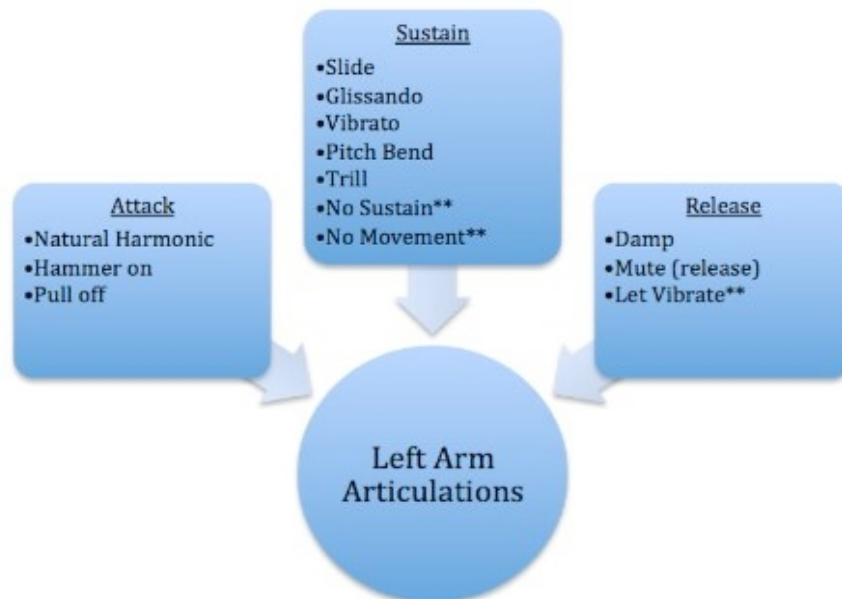 Sustain
•Slide
•Glissando
•Vibrato
•Pitch Bend
•Trill
•No Sustain**
•No Movement**
Attack
•Natural Harmonic
•Hammer on
•Pull off
Release
•Damp
•Mute (release)
•Let Vibrate**
Left Arm
Articulations